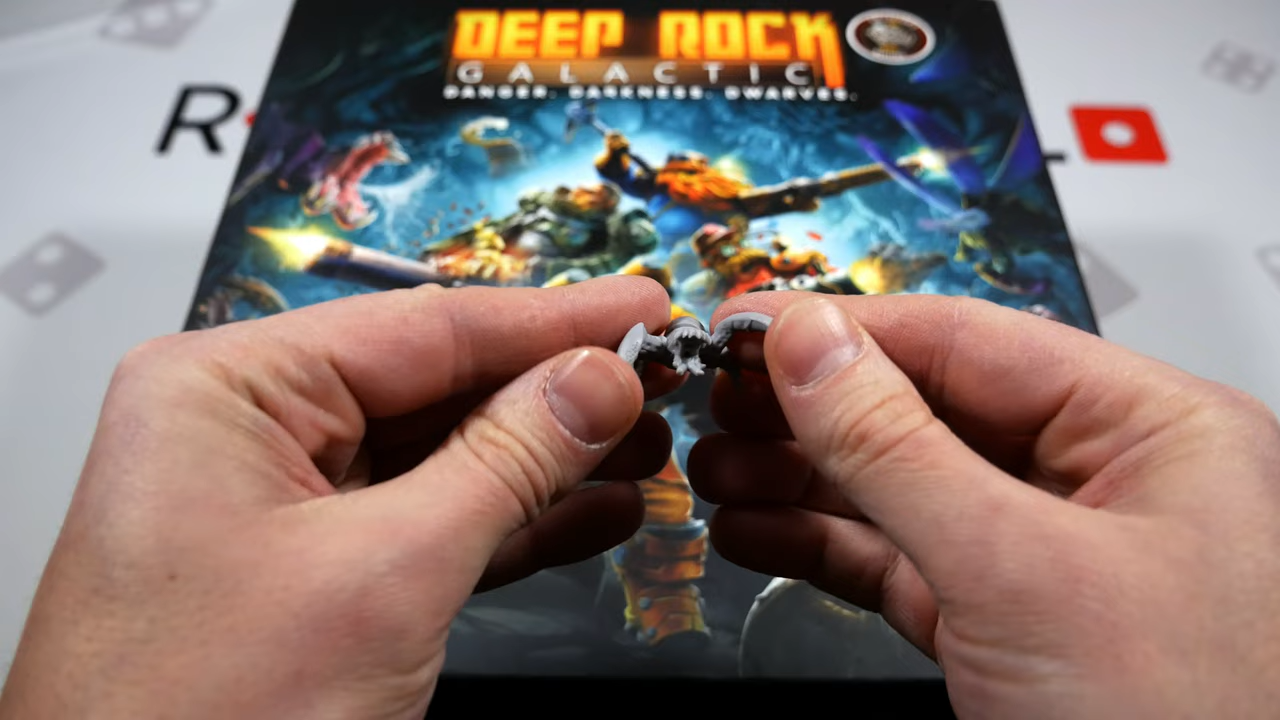 DEEP ROCK
GALACTIC
DANGER. DARKNESS. DWARVES.
R